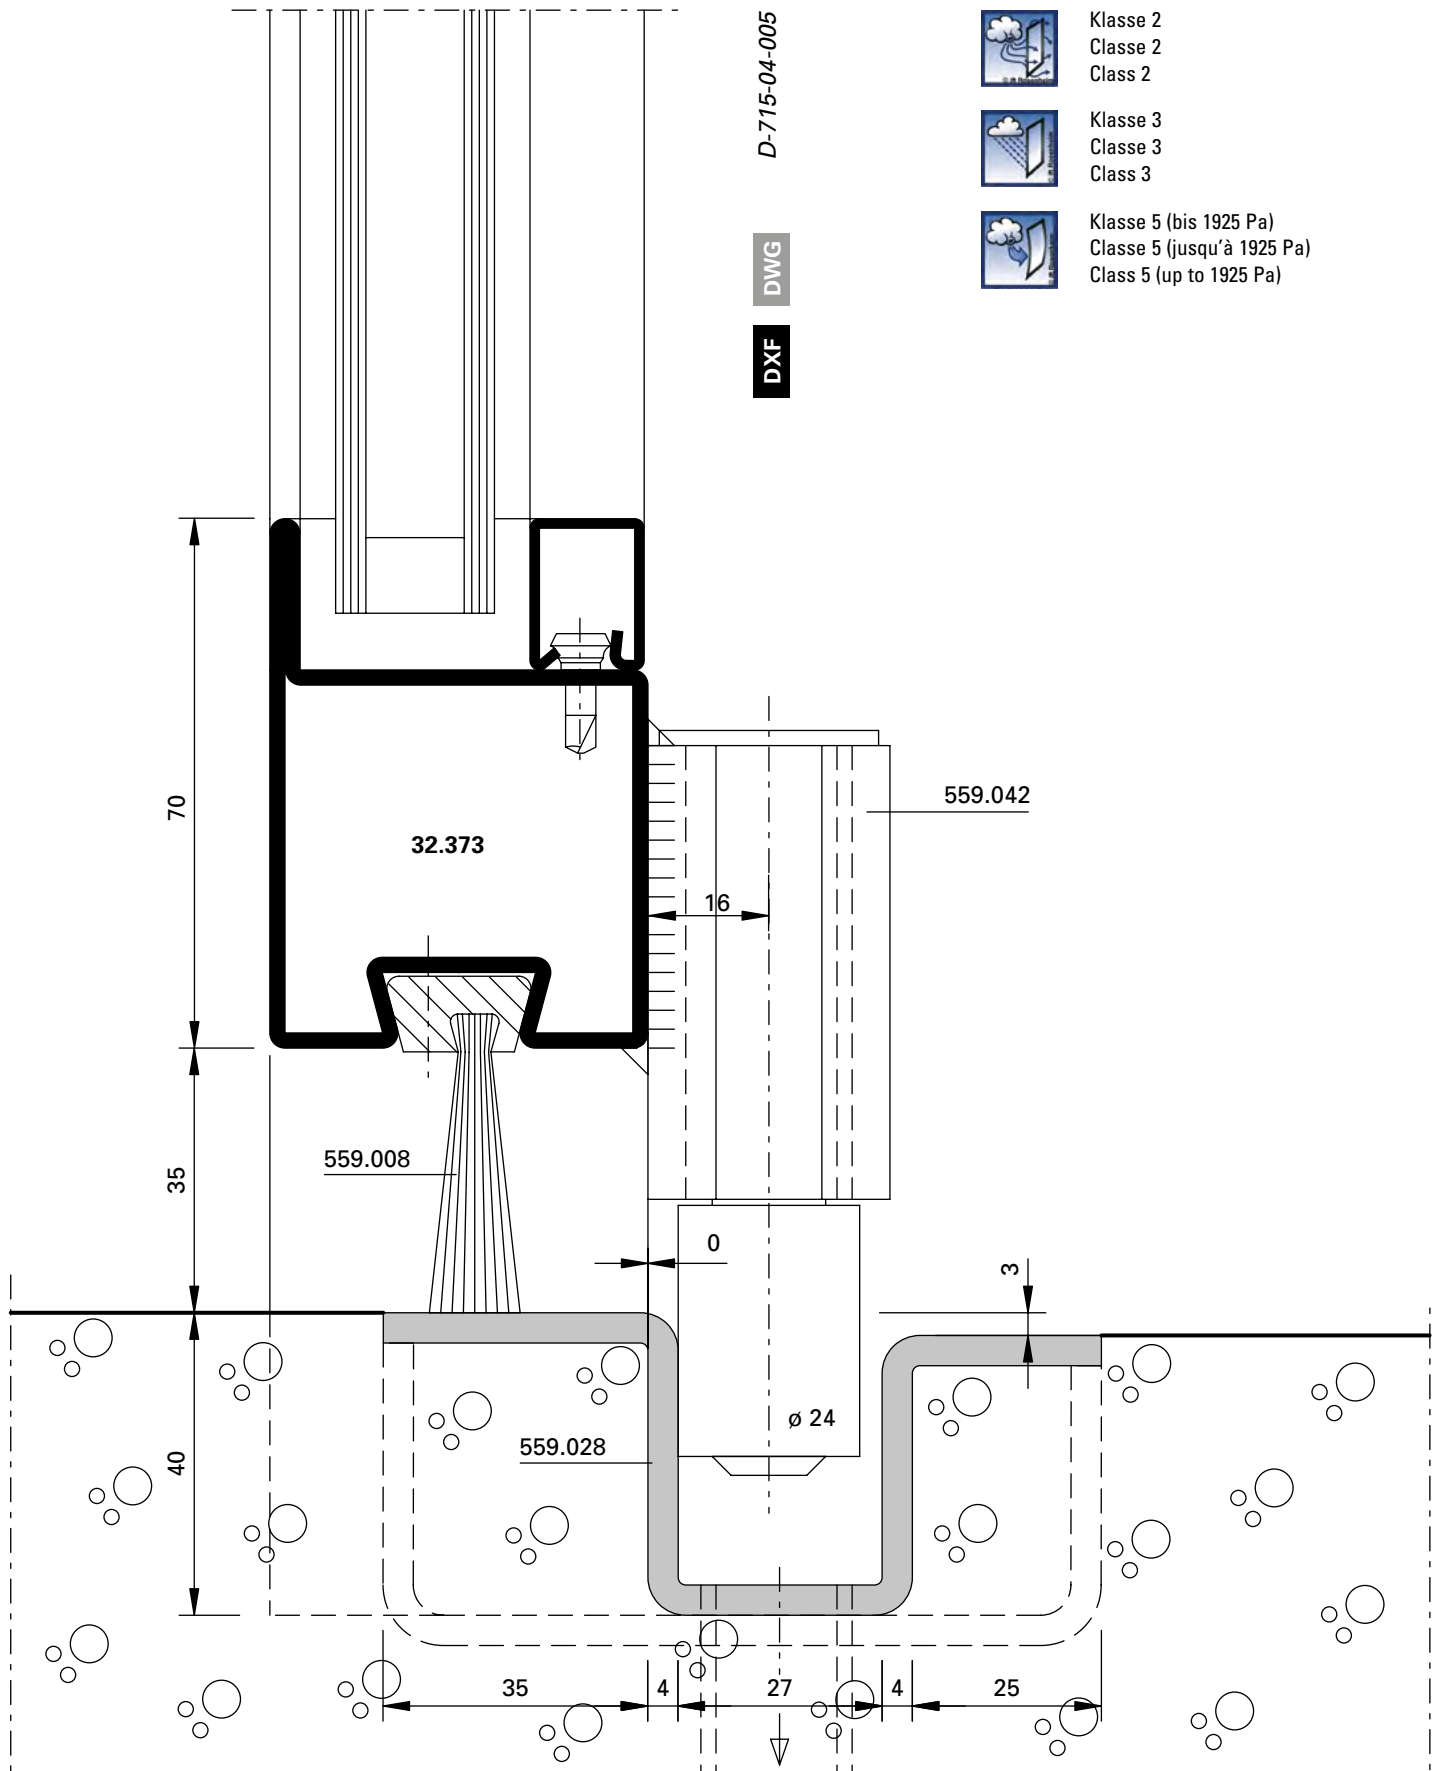 D-715-04-005
DWG
DXF
Klasse 2
Classe 2
Class 2
Klasse 3
Classe 3
Class 3
Klasse 5 (bis 1925 Pa)
Classe 5 (jusqu'à 1925 Pa)
Class 5 (up to 1925 Pa)
70
32.373
559.042
16
559.008
35
0
3
ø 24
559.028
40
35
4
27
4
25